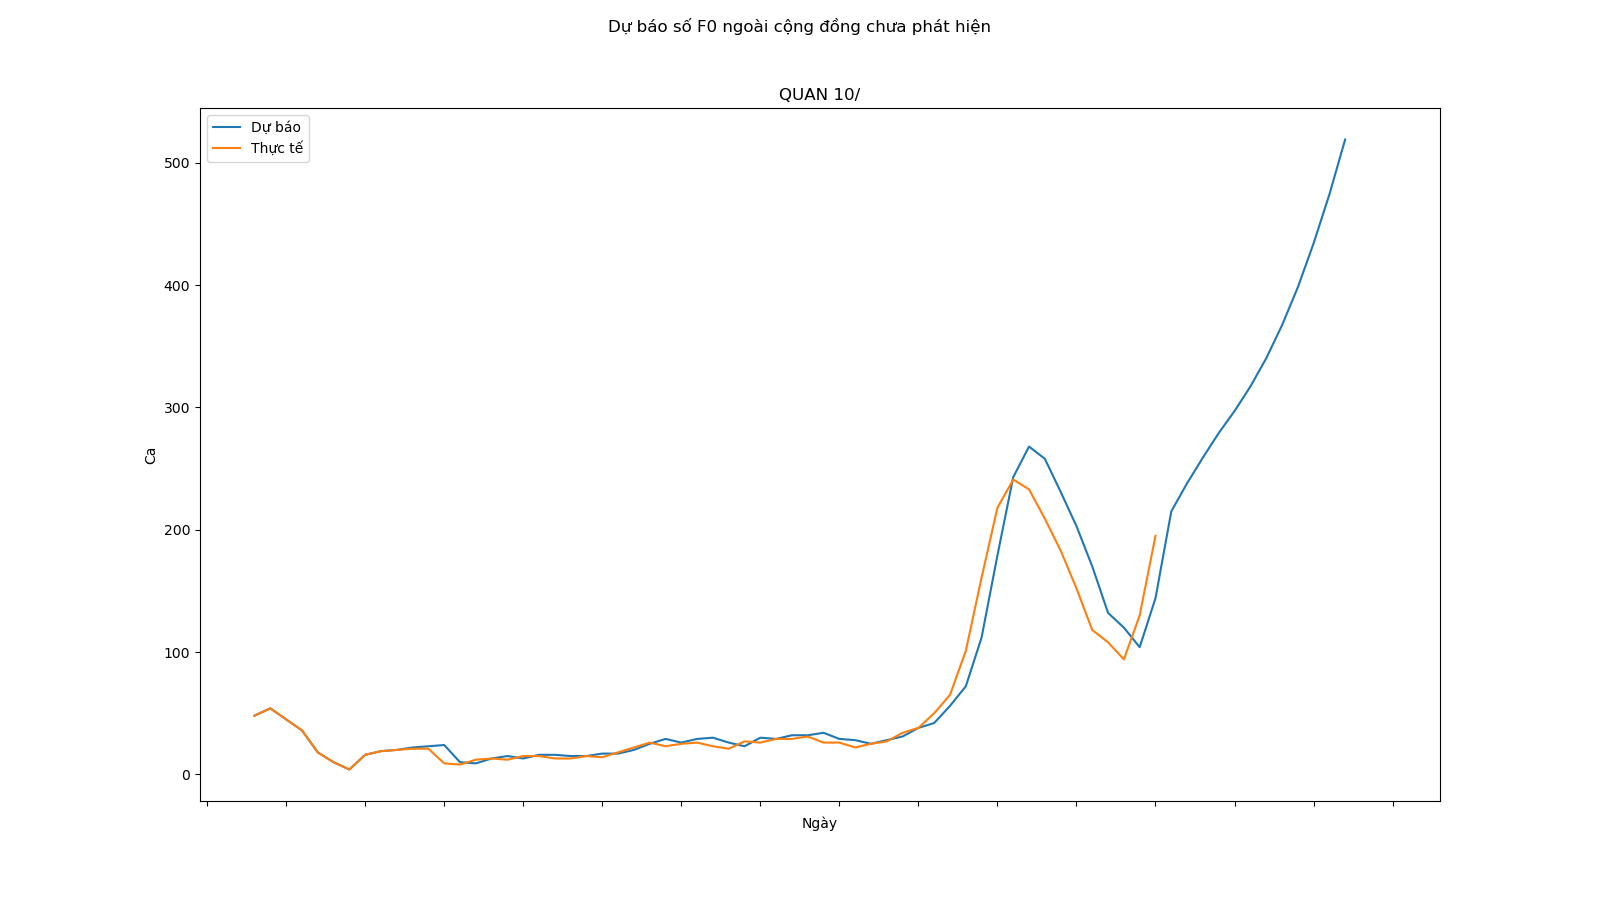 Dự báo số F0 ngoài cộng đồng chưa phát hiện
QUAN 10/
Dự báo
Thực tế
500
400
300
200
100
0
Ca
Ngày